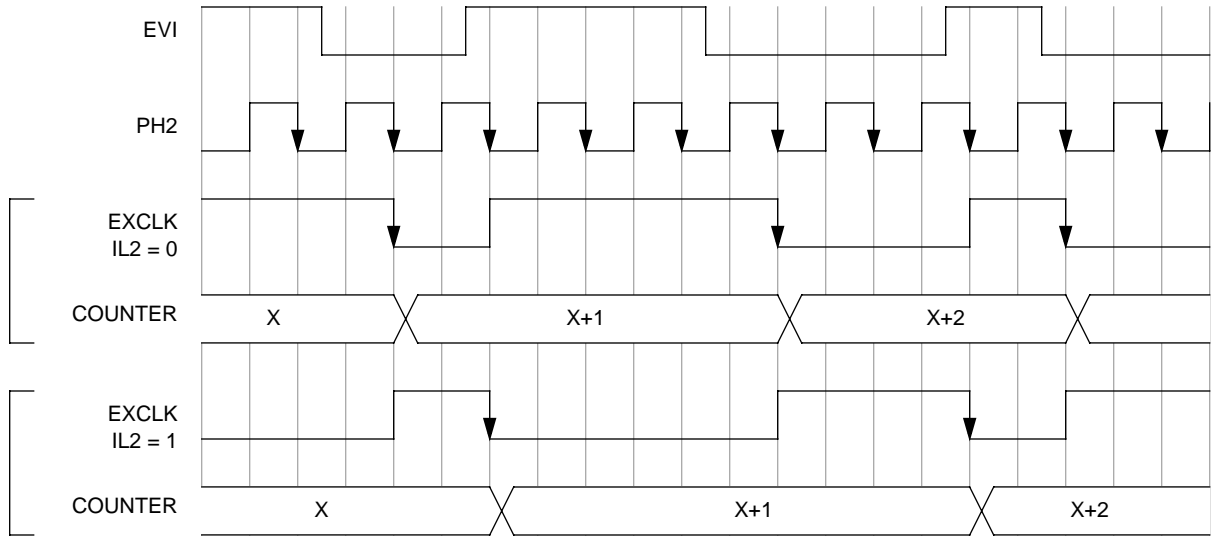 EVI
PH2
EXCLK
IL2 = 0
COUNTER
X
X+1
X+2
EXCLK
IL2 = 1
COUNTER
X
X+1
X+2